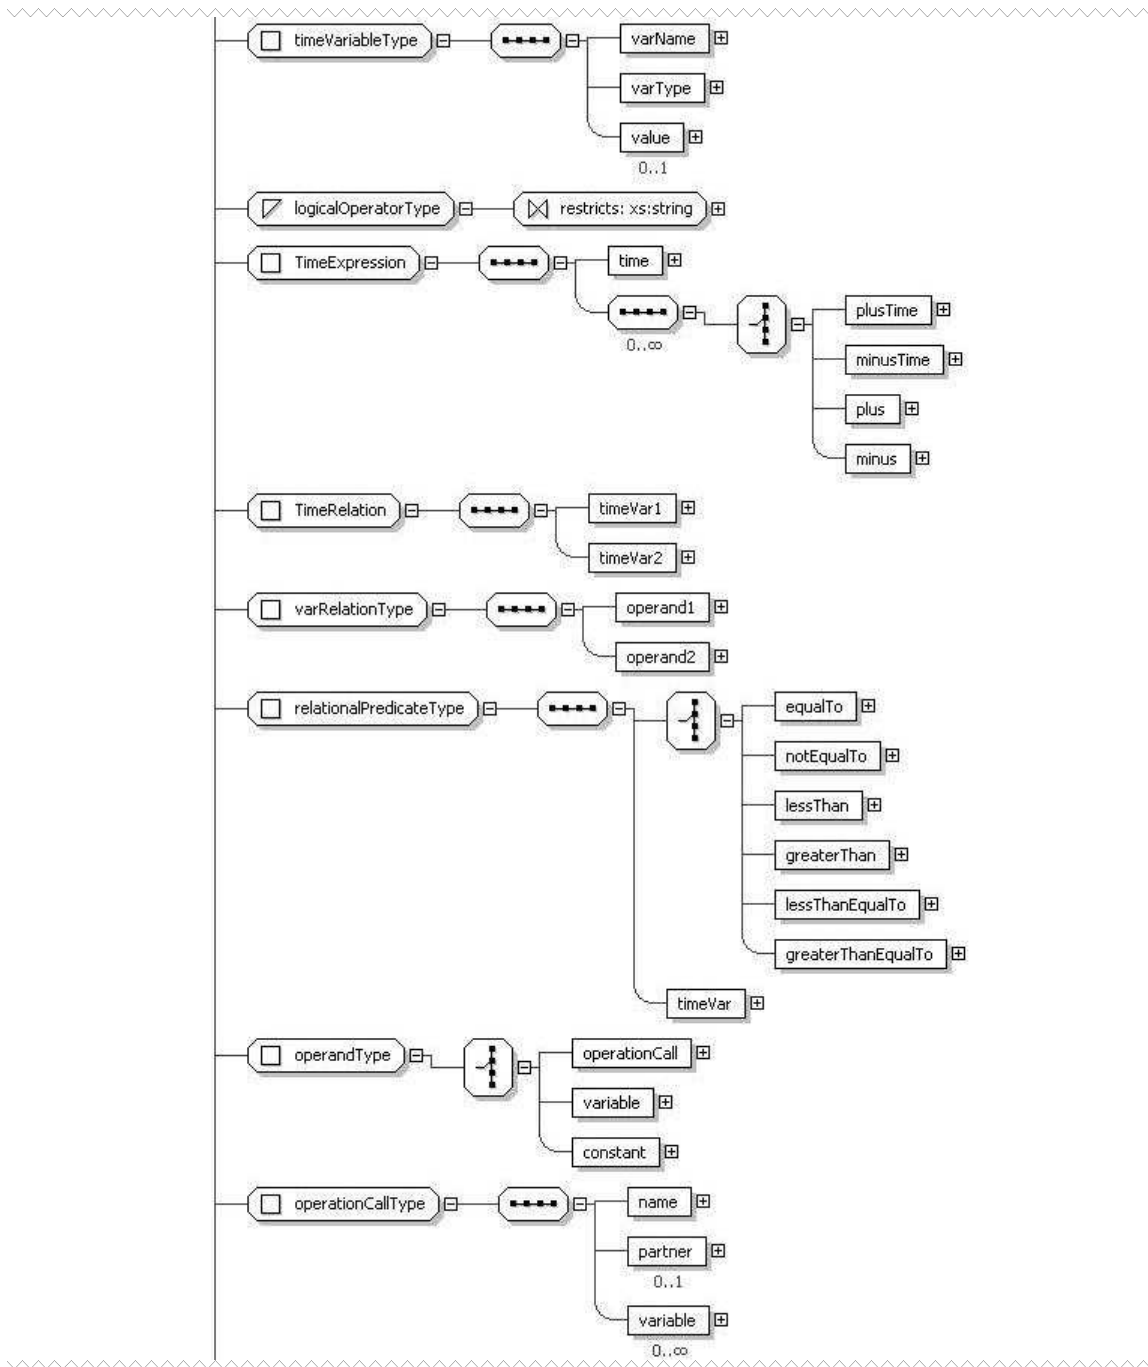 timeVariableType
varName
varType
value
0..1
logicalOperatorType
restricts: xs:string
TimeExpression
time
0..∞
plusTime
minusTime
plus
minus
TimeRelation
timeVar1
timeVar2
varRelationType
operand1
operand2
relationalPredicateType
equalTo
notEqualTo
lessThan
greaterThan
lessThanEqualTo
greaterThanEqualTo
timeVar
operandType
operationCall
variable
constant
operationCallType
name
partner
0..1
variable
0..∞